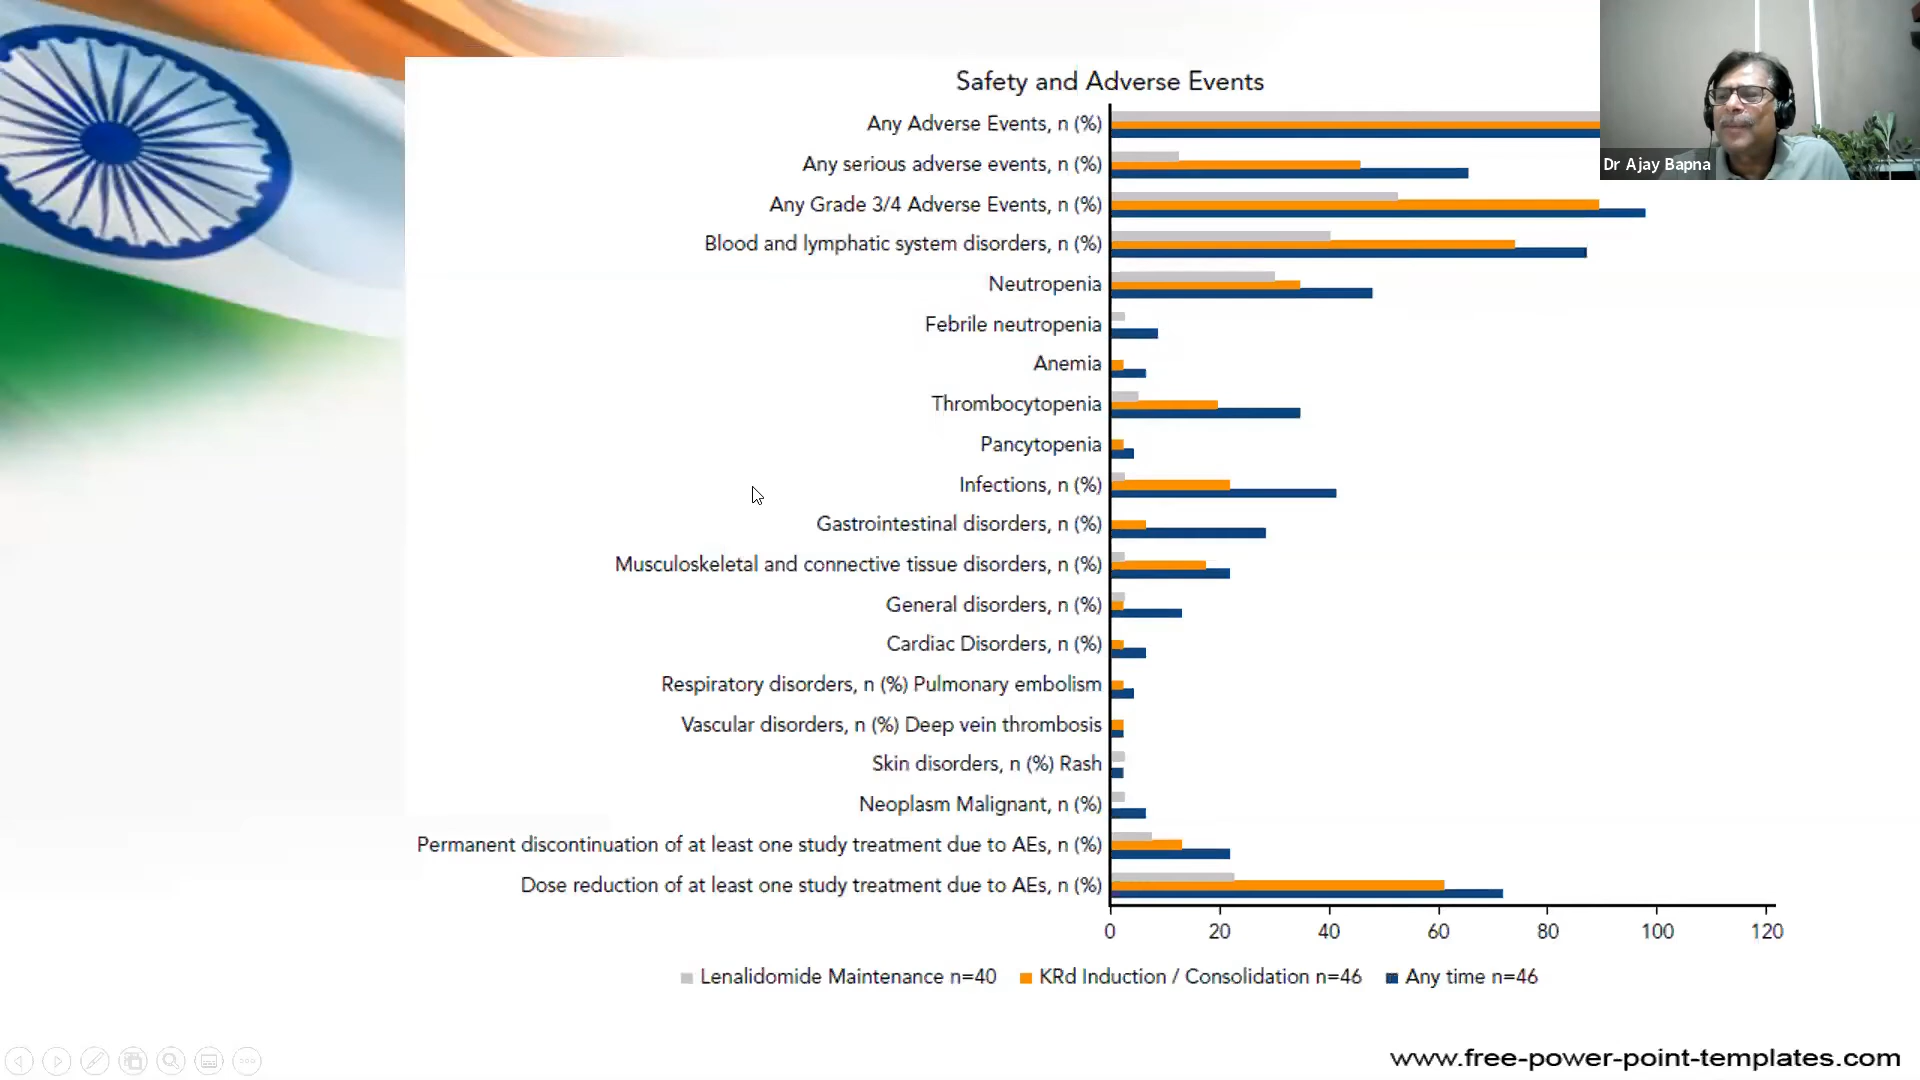 Safety and Adverse Events
Any Adverse Events, n (%)
Any serious adverse events, n (%)
Any Grade 3/4 Adverse Events, n (%)
Blood and lymphatic system disorders, n (%)
Neutropenia
Febrile neutropenia
Anemia
Thrombocytopenia
Pancytopenia
Infections, n (%)
Gastrointestinal disorders, n (%)
Musculoskeletal and connective tissue disorders, n (%)
General disorders, n (%)
Cardiac Disorders, n (%)
Respiratory disorders, n (%) Pulmonary embolism
Vascular disorders, n (%) Deep vein thrombosis
Skin disorders, n (%) Rash
Neoplasm Malignant, n (%)
Permanent discontinuation of at least one study treatment due to AEs, n (%)
Dose reduction of at least one study treatment due to AEs, n (%)
0 20 40 60 80 100 120
Lenalidomide Maintenance n=40 KRd Induction / Consolidation n=46 Any time n=46
Dr Ajay Bapna
www.free-power-point-templates.com